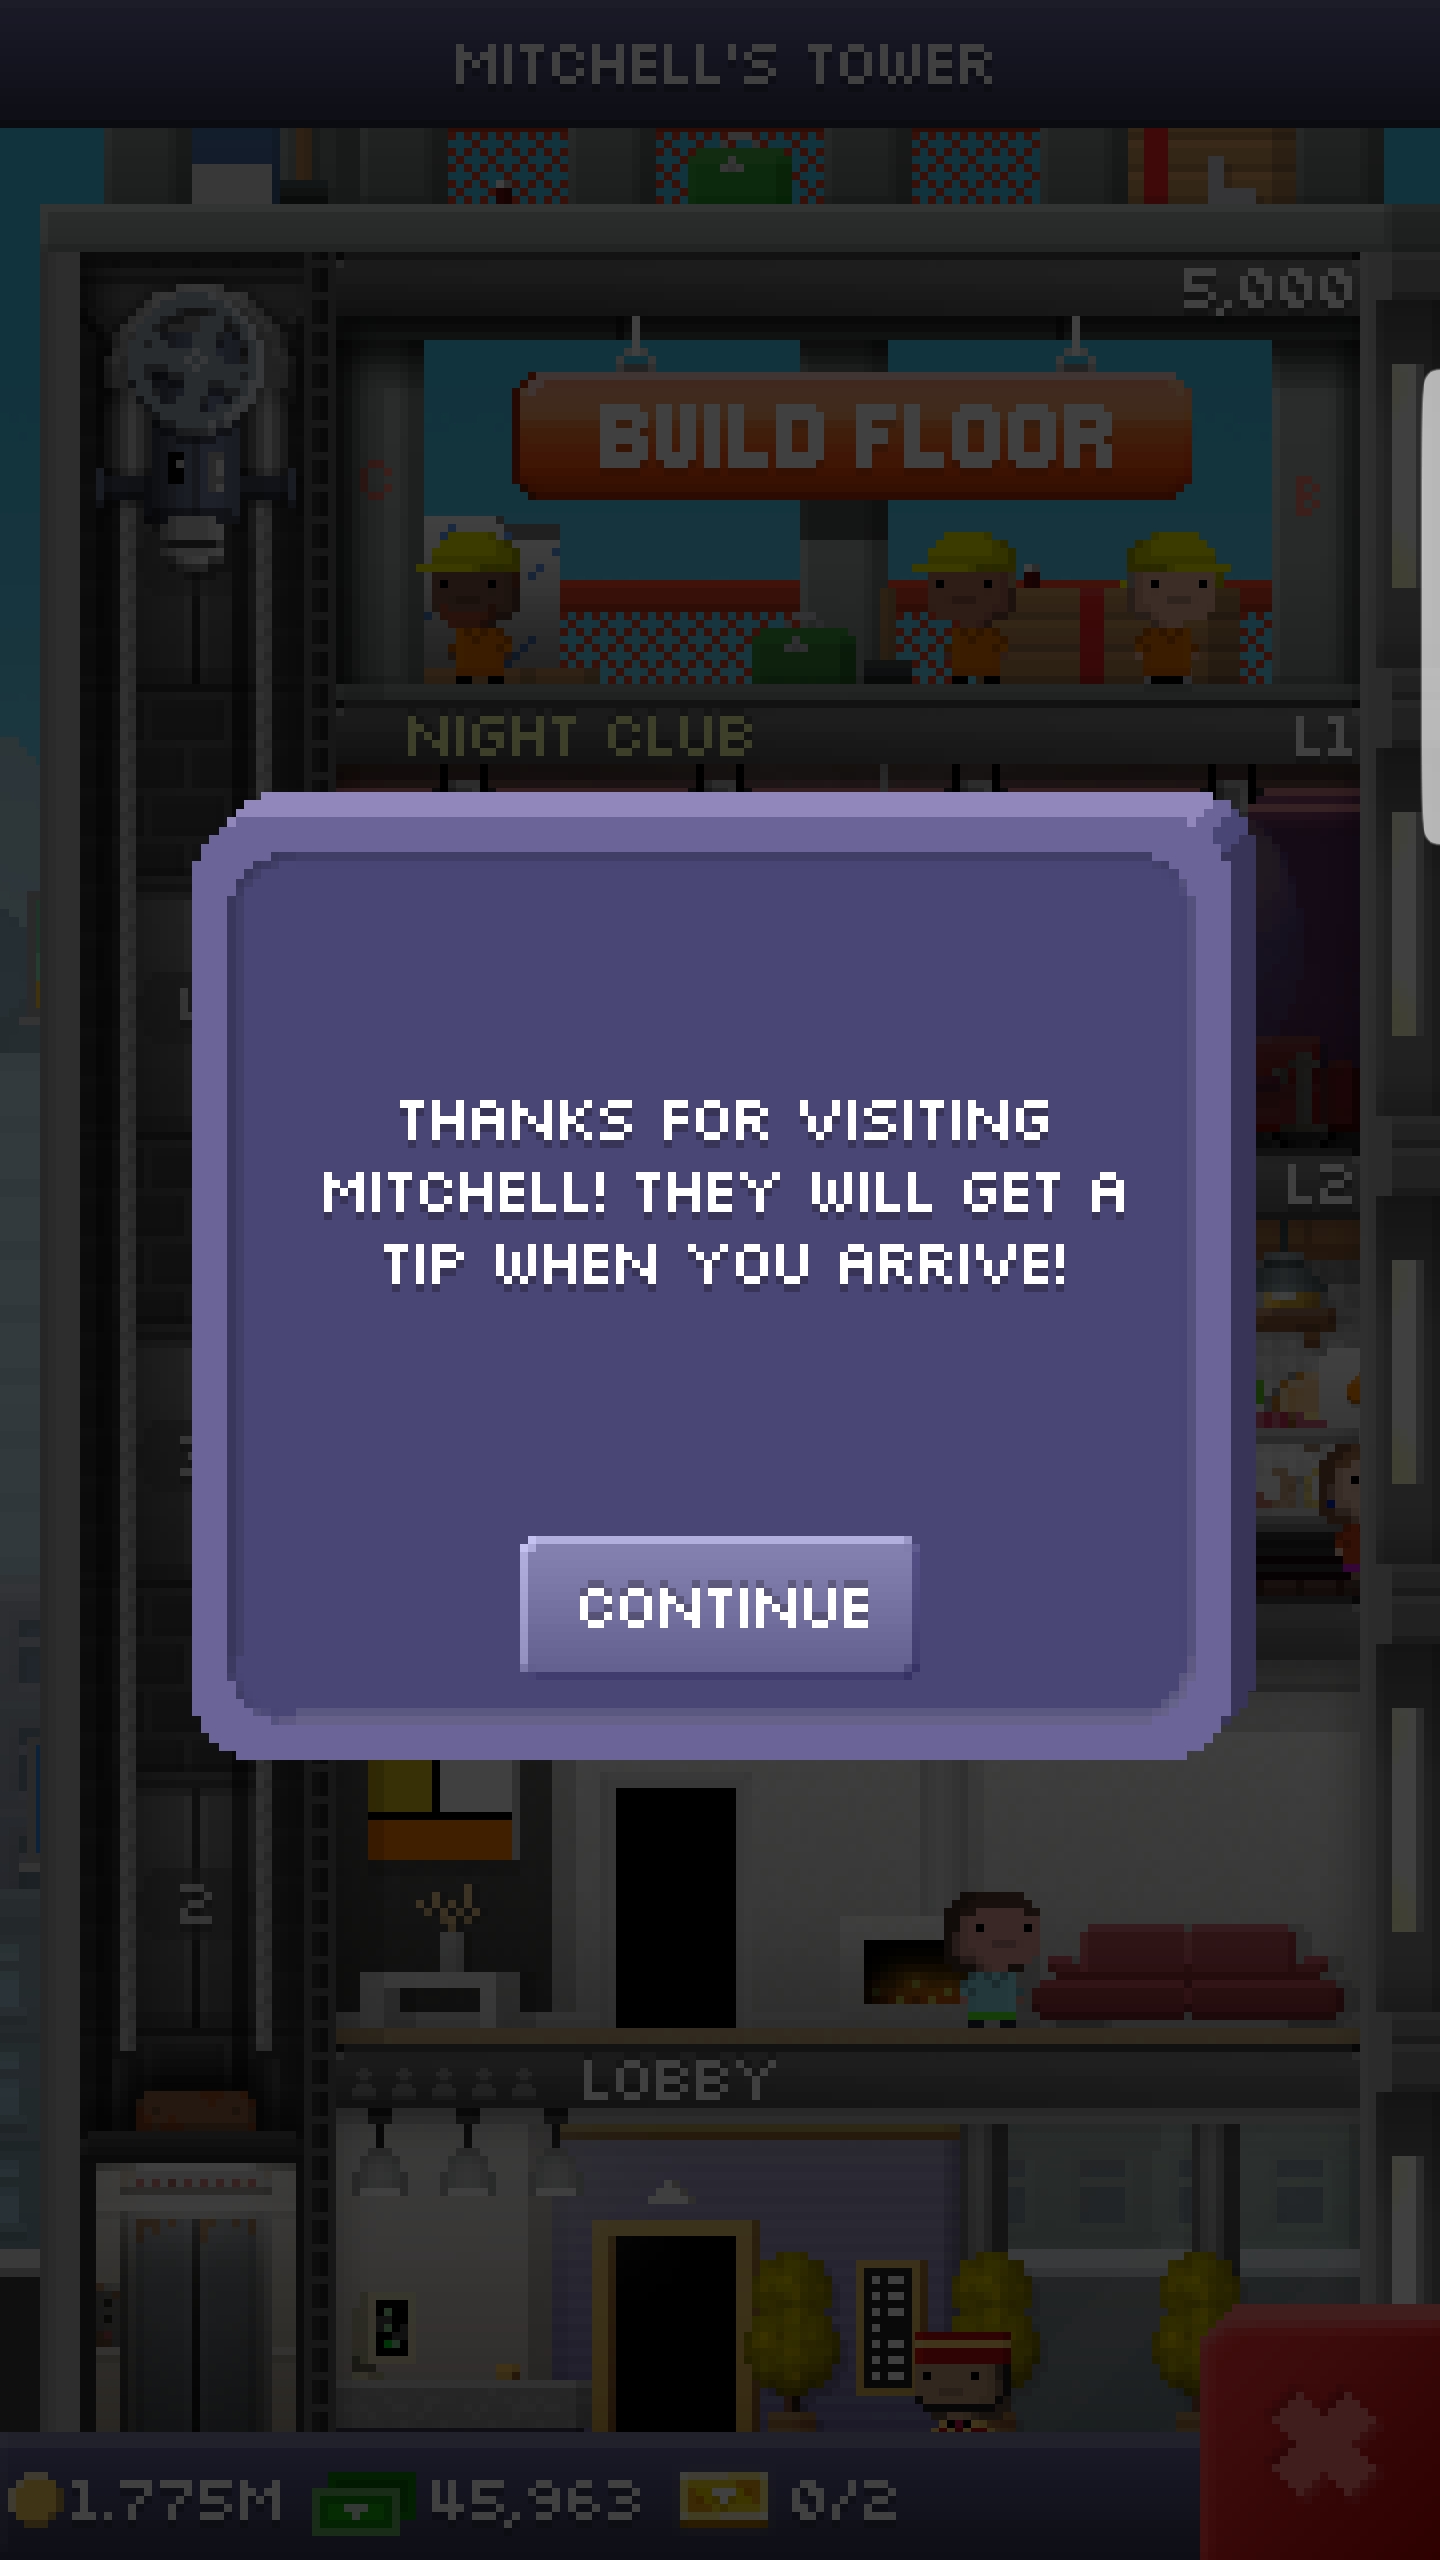 MITCHELL'S TOWER
5,000
BUILD FLOOR
C
B
NIGHT CLUB
L1
L2
THANKS FOR VISITING
MITCHELL! THEY WILL GET A
TIP WHEN YOU ARRIVE!
CONTINUE
2
LOBBY
1.775M 45,963 0/2